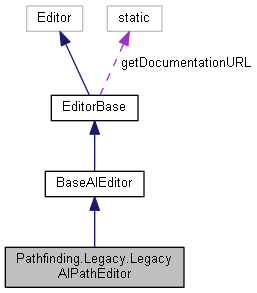 Editor
static
getDocumentationURL
EditorBase
BaseAIEditor
Pathfinding.Legacy.Legacy
AIPathEditor